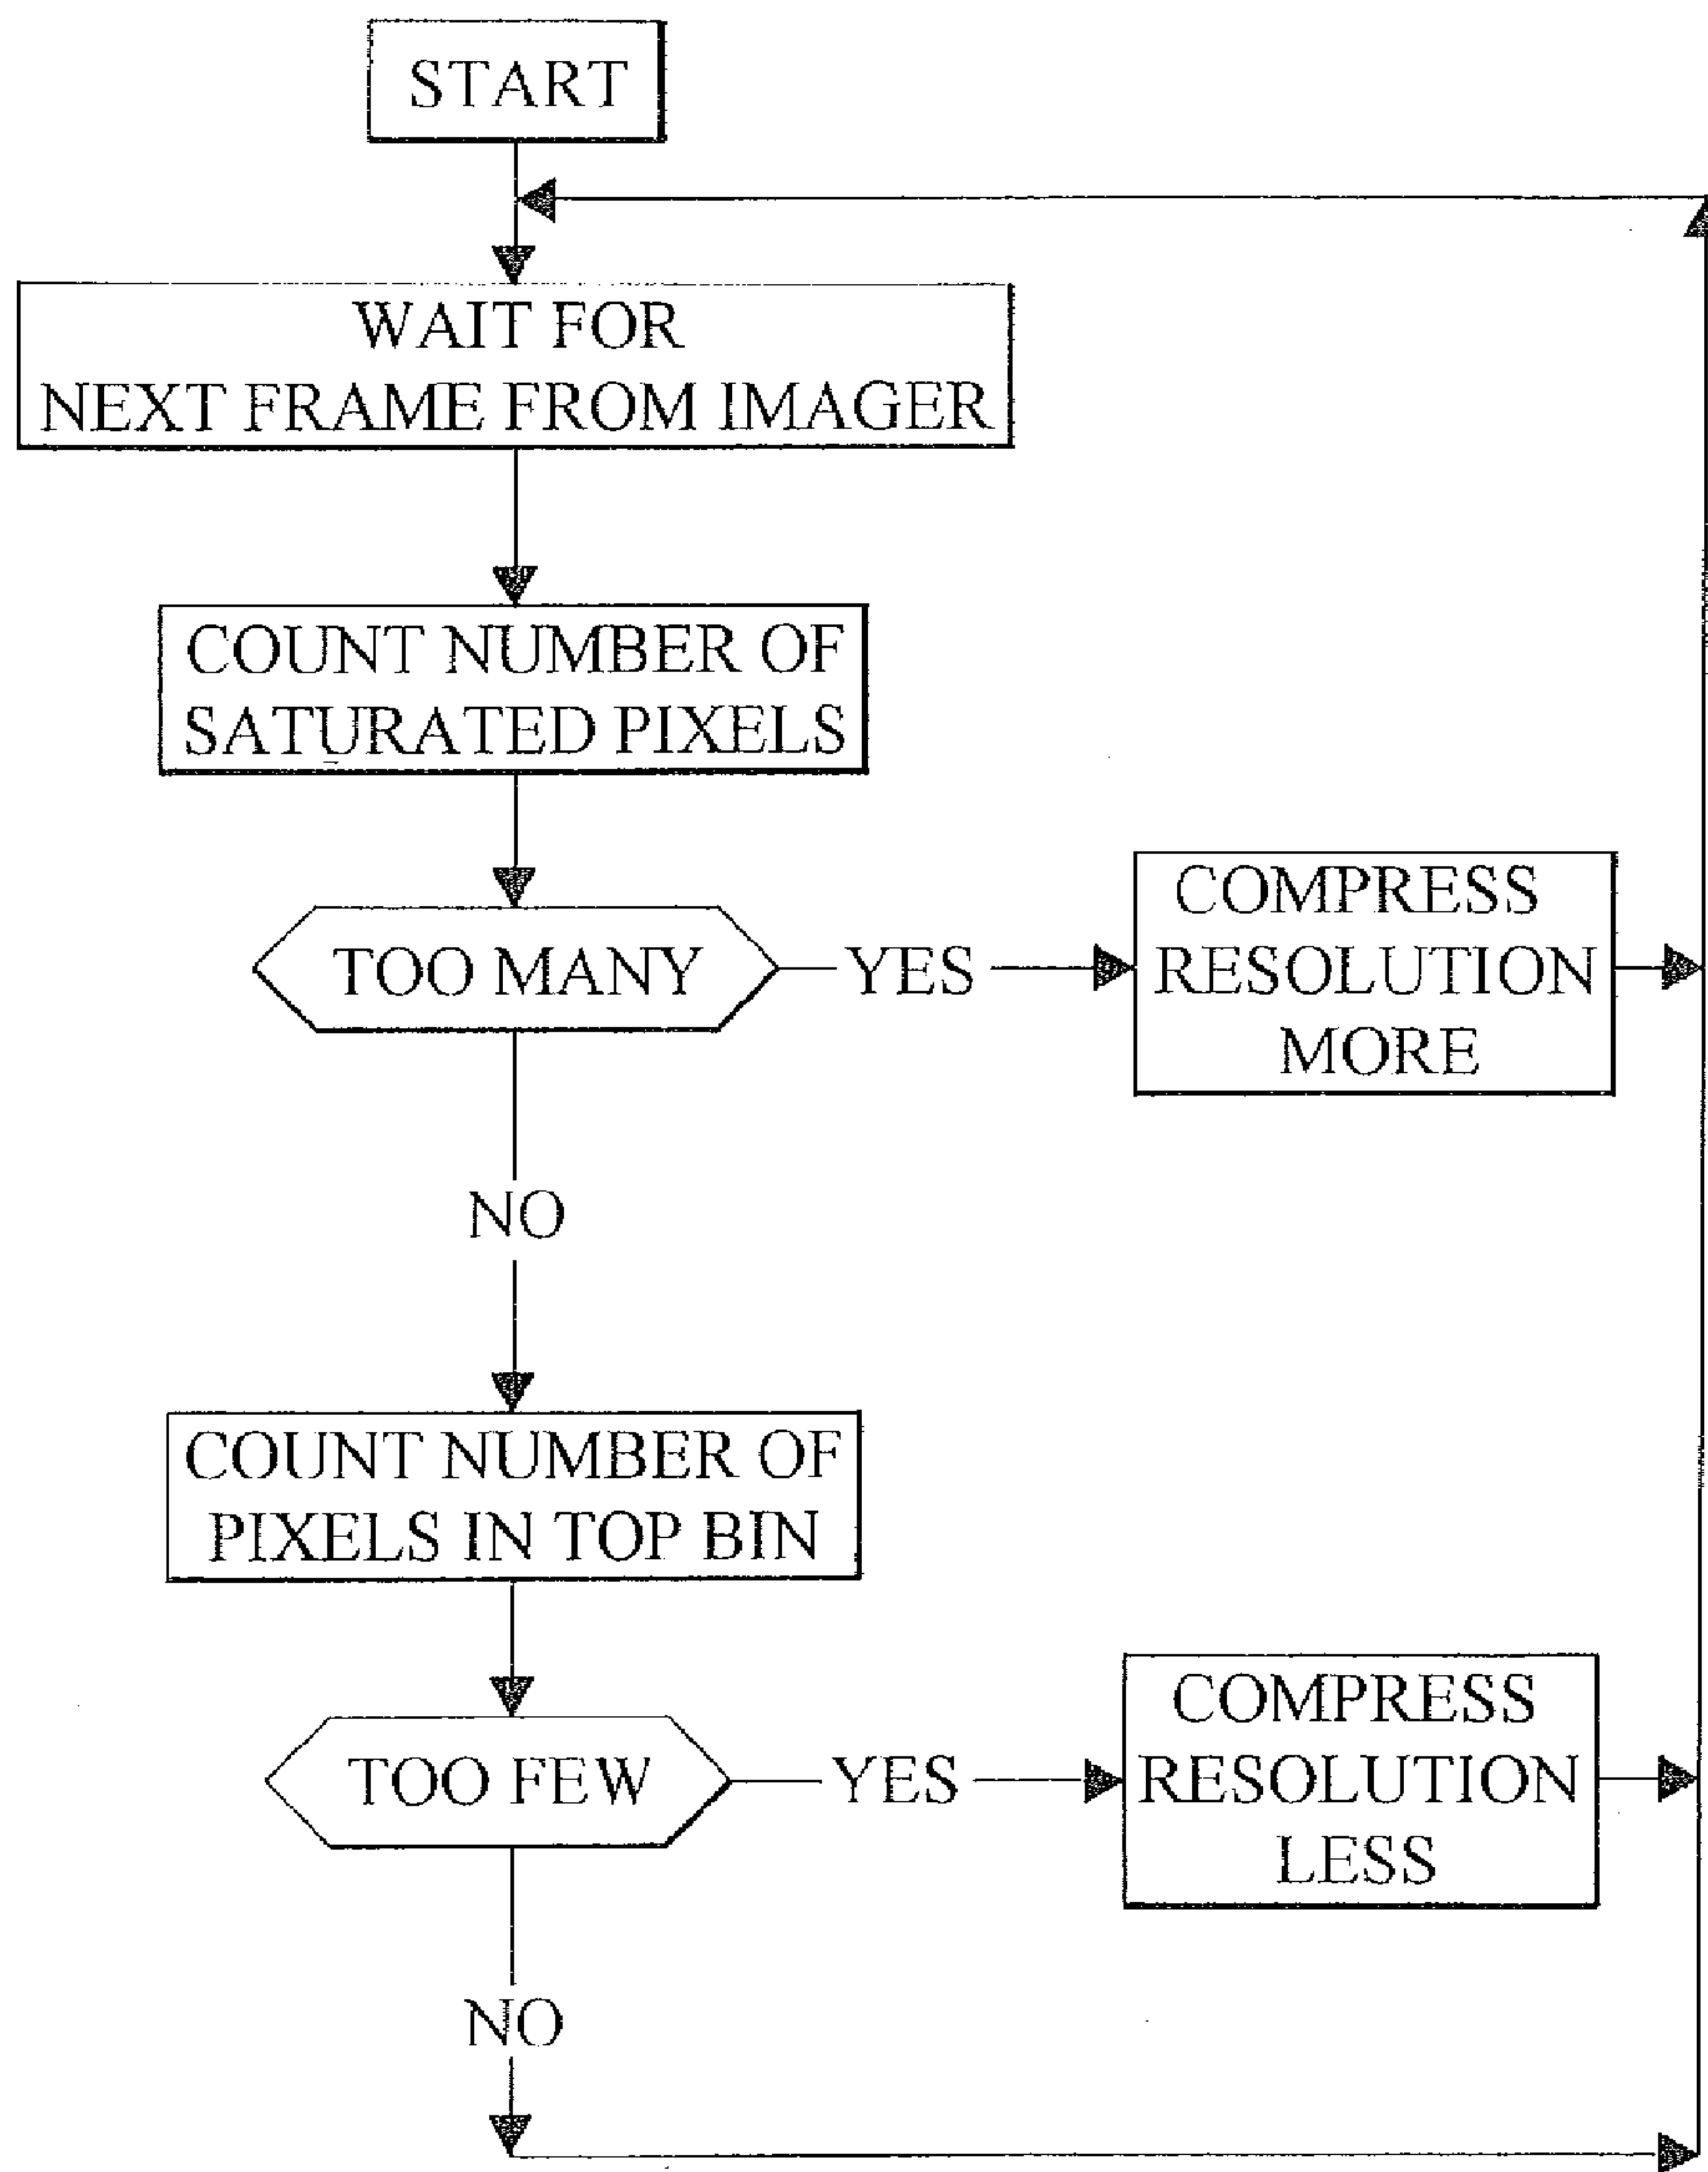 START
WAIT FOR
NEXT FRAME FROM IMAGER
COUNT NUMBER OF
SATURATED PIXELS
TOO MANY
YES
COMPRESS
RESOLUTION
MORE
NO
COUNT NUMBER OF
PIXELS IN TOP BIN
TOO FEW
YES
COMPRESS
RESOLUTION
LESS
NO